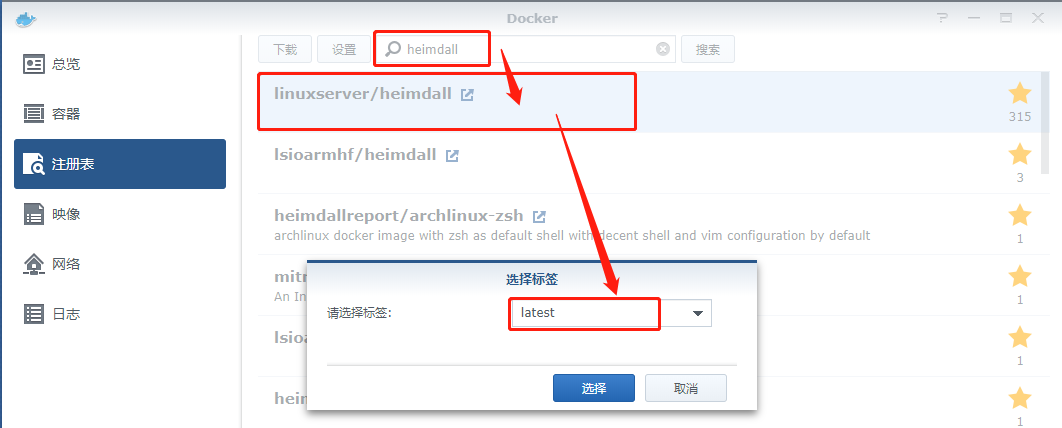 Docker
下载 设置 heimdall 搜索
总览
容器
注册表
映像
网络
日志
linuxserver/heimdall
315
lsioarmhf/heimdall
3
heimdallreport/archlinux-zsh
archlinux docker image with zsh as default shell with decent shell and vim configuration by default
1
mitr
An In
1
lsioa
1
heim
1
选择标签
请选择标签:
latest
选择 取消